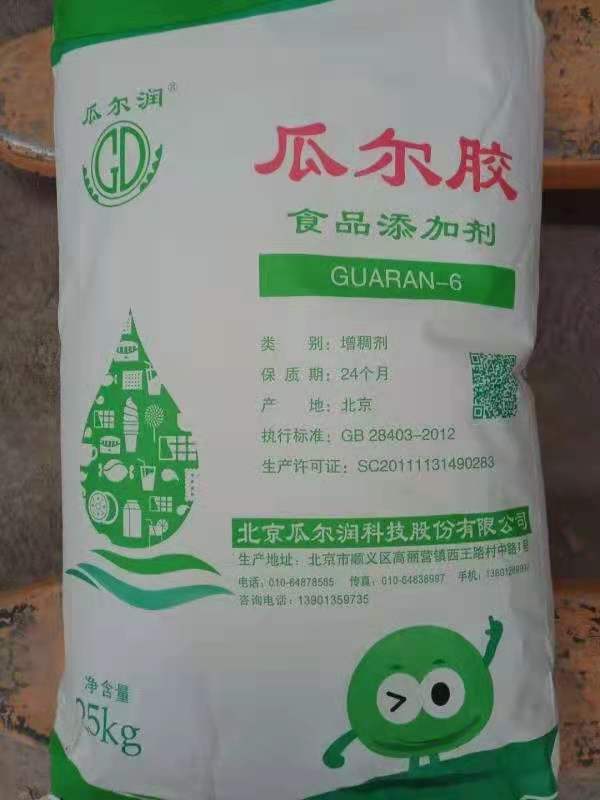 瓜尔润®
GD
瓜尔胶
食品添加剂
GUARAN-6
类 别：增稠剂
保 质 期：24个月
产 地：北京
执行标准：GB 28403-2012
生产许可证：SC20111131490283
北京瓜尔润科技股份有限公司
生产地址：北京市顺义区高丽营镇西王路村中路1号
电话：010-64878585 传真：010-64638997 手机：
咨询电话：13901359735
净含量
25kg